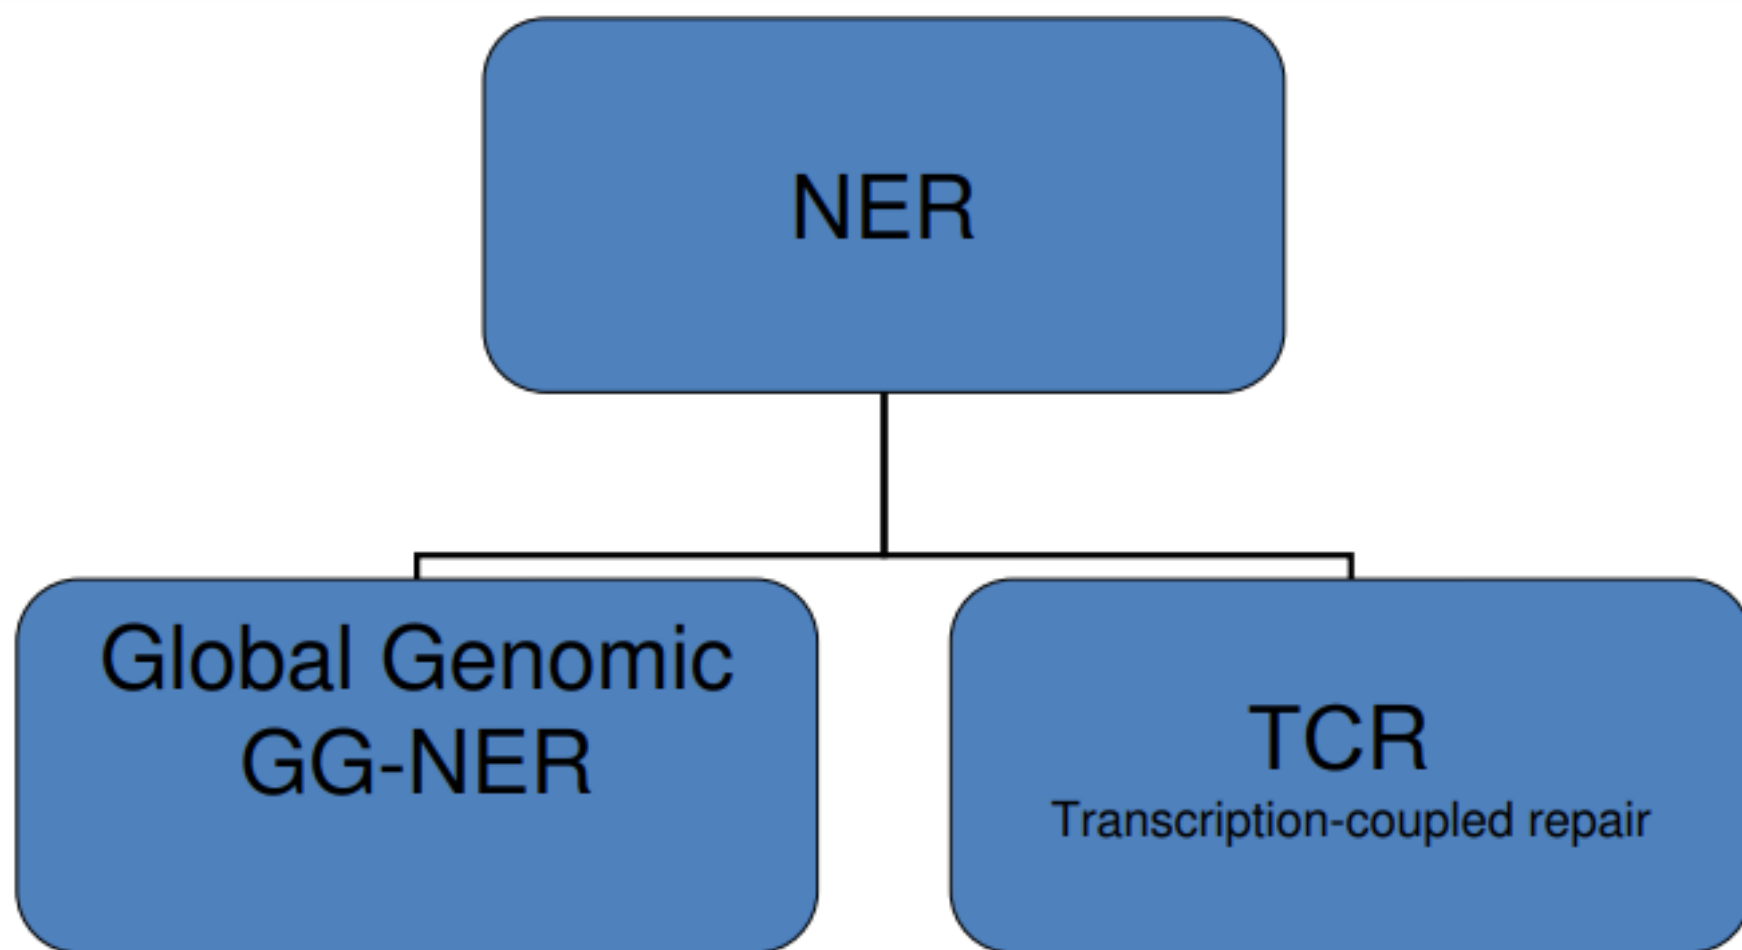 NER
Global Genomic
GG-NER
TCR
Transcription-coupled repair